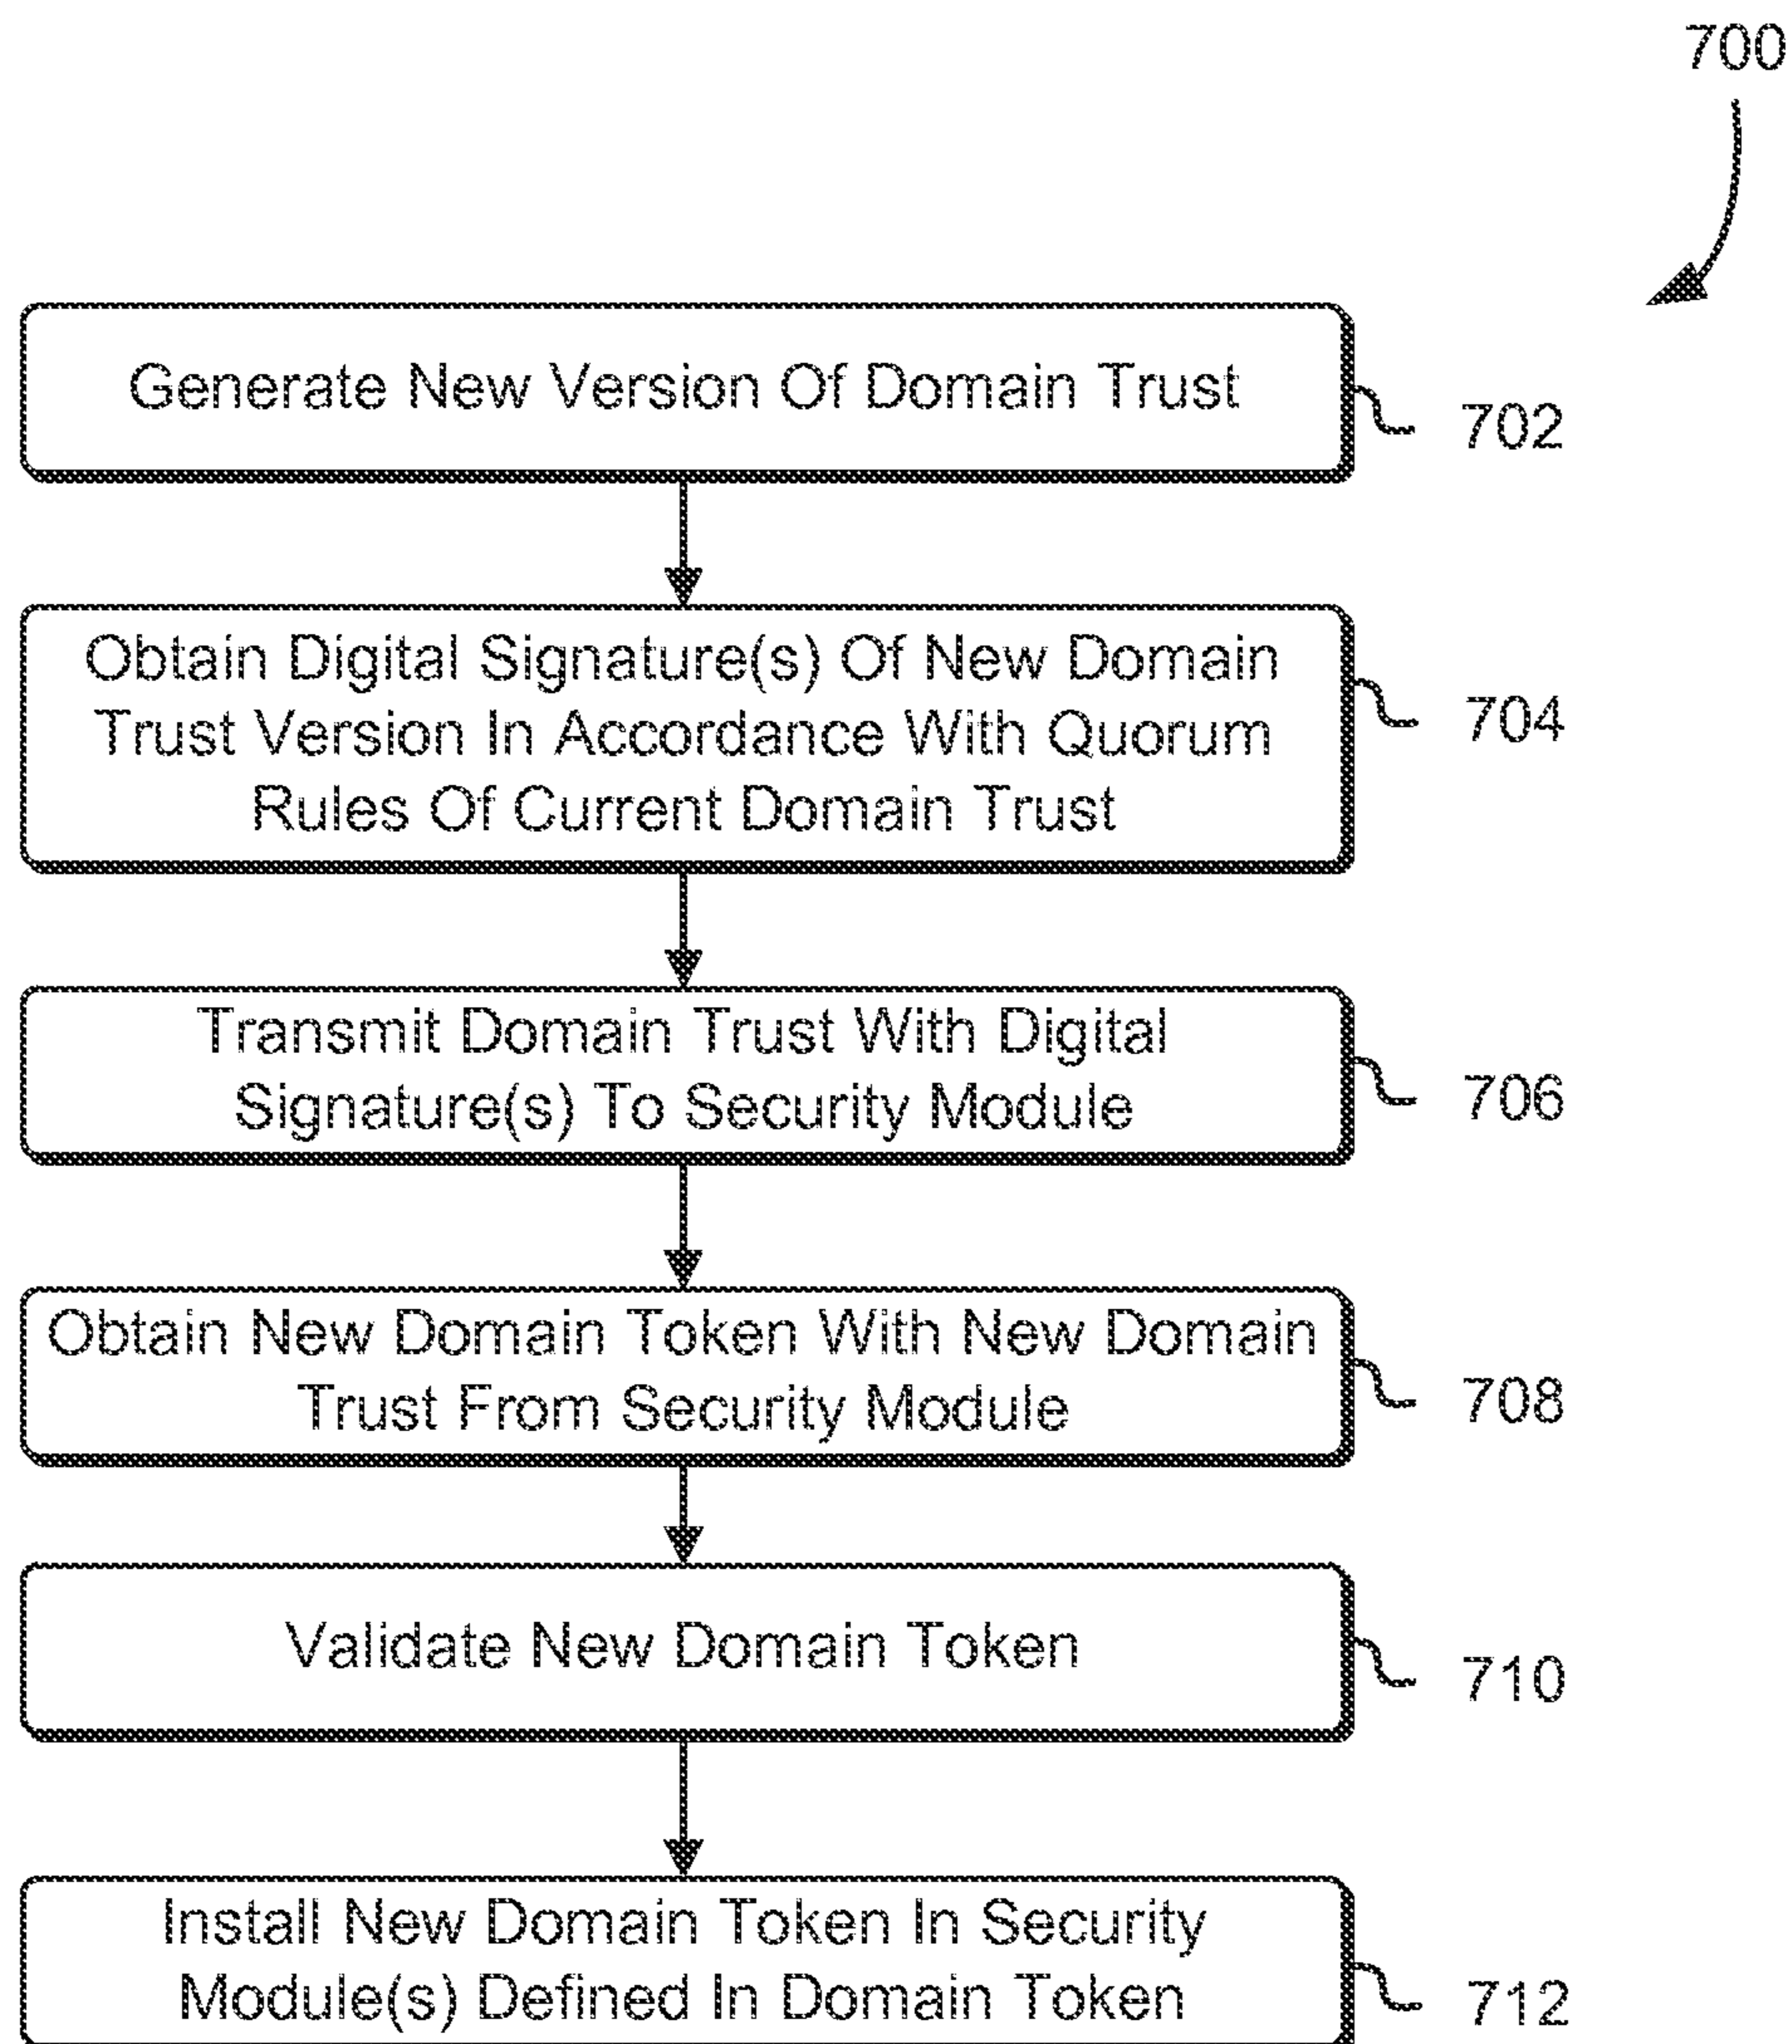 700
Generate New Version Of Domain Trust
702
Obtain Digital Signature(s) Of New Domain
Trust Version In Accordance With Quorum
Rules Of Current Domain Trust
704
Transmit Domain Trust With Digital
Signature(s) To Security Module
706
Obtain New Domain Token With New Domain
Trust From Security Module
708
Validate New Domain Token
710
Install New Domain Token In Security
Module(s) Defined In Domain Token
712